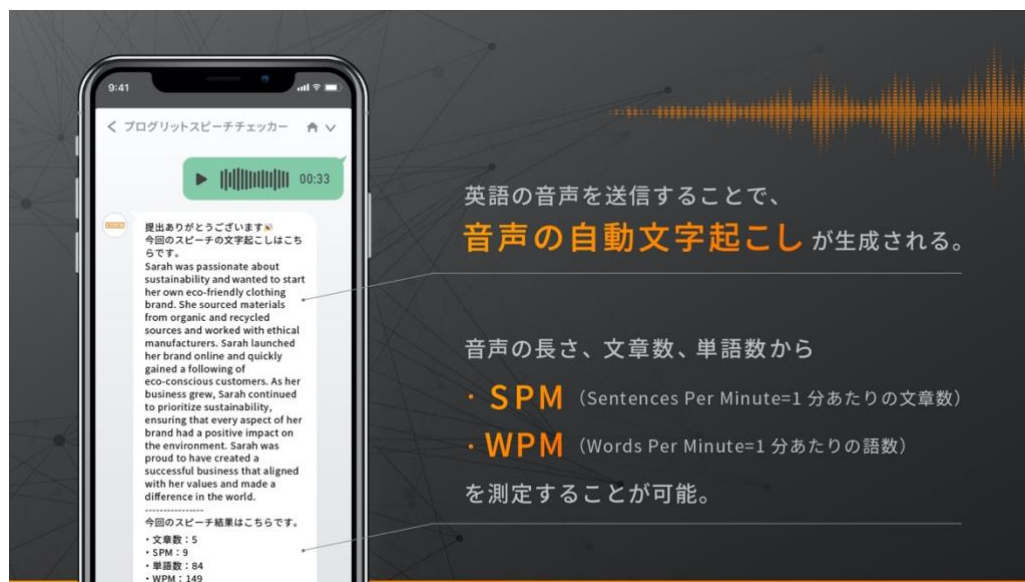 9:41
プログリットスピーチチェッカー
00:33
提出ありがとうございます
今回のスピーチの文字起こしはこち
らです。
Sarah was passionate about
sustainability and wanted to start
her own eco-friendly clothing
brand. She sourced materials
from organic and recycled
sources and worked with ethical
manufacturers. Sarah launched
her brand online and quickly
gained a following of
eco-conscious customers. As her
business grew, Sarah continued
to prioritize sustainability,
ensuring that every aspect of her
brand had a positive impact on
the environment. Sarah was
proud to have created a
successful business that aligned
with her values and made a
difference in the world.
----------------
今回のスピーチ結果はこちらです。
・文章数：5
・SPM：9
・単語数：84
・WPM：149
英語の音声を送信することで、
音声の自動文字起こし が生成される。
音声の長さ、文章数、単語数から
・SPM（Sentences Per Minute=1 分あたりの文章数）
・WPM（Words Per Minute=1 分あたりの語数）
を測定することが可能。